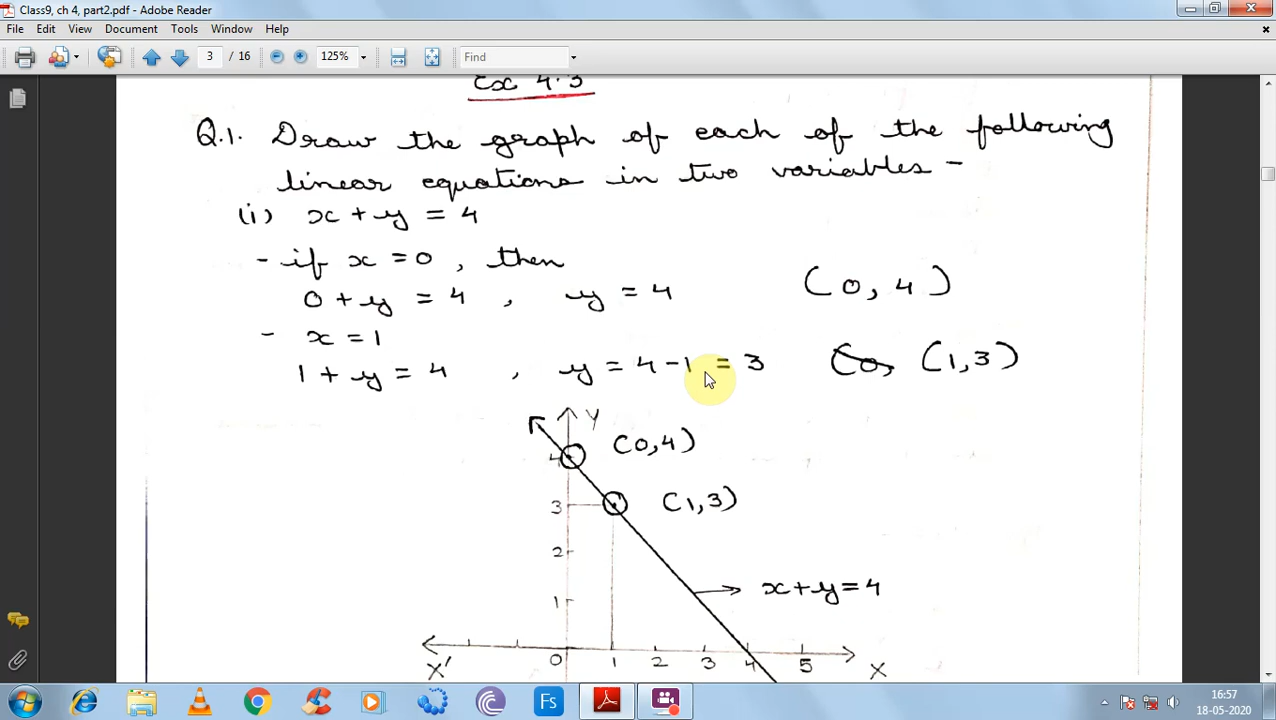 Class9, ch 4, part2.pdf - Adobe Reader
File Edit View Document Tools Window Help
3 / 16 125% Find
Ex 4.3
Q.1. Draw the graph of each of the following
linear equations in two variables -
(i) x + y = 4
- if x = 0 , then
0 + y = 4 , y = 4 (0, 4)
- x = 1
1 + y = 4 , y = 4 - 1 = 3 (0, (1,3)
Y
4 (0,4)
3 (1,3)
2
1 x+y=4
0 1 2 3 4 5
X' X
Fs
16:57
18-05-2020